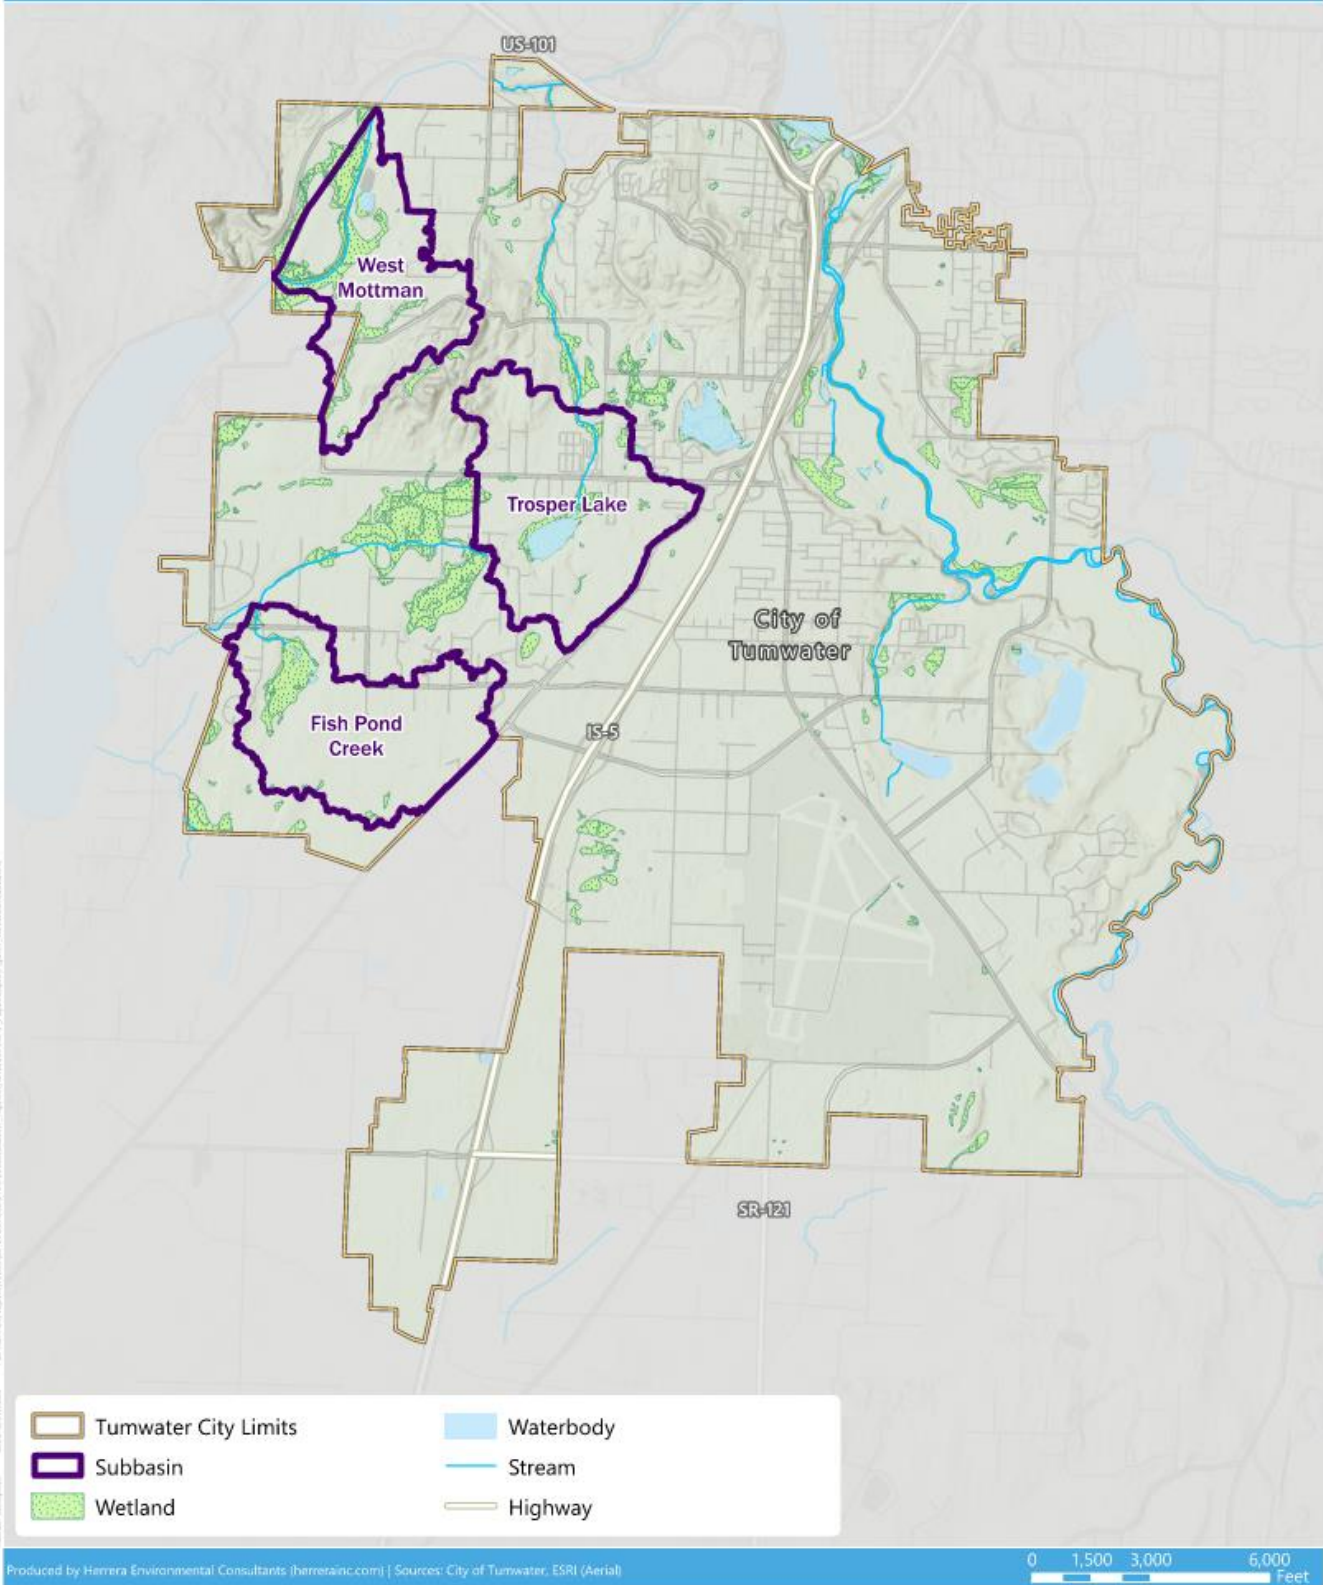 US-101
West
Mottman
Trosper Lake
City of
Tumwater
Fish Pond
Creek
IS-5
SR-121
Tumwater City Limits
Subbasin
Wetland
Waterbody
Stream
Highway
Produced by Herrera Environmental Consultants (herrerainc.com) | Sources: City of Tumwater, ESRI (Aerial)
0 1,500 3,000 6,000
Feet